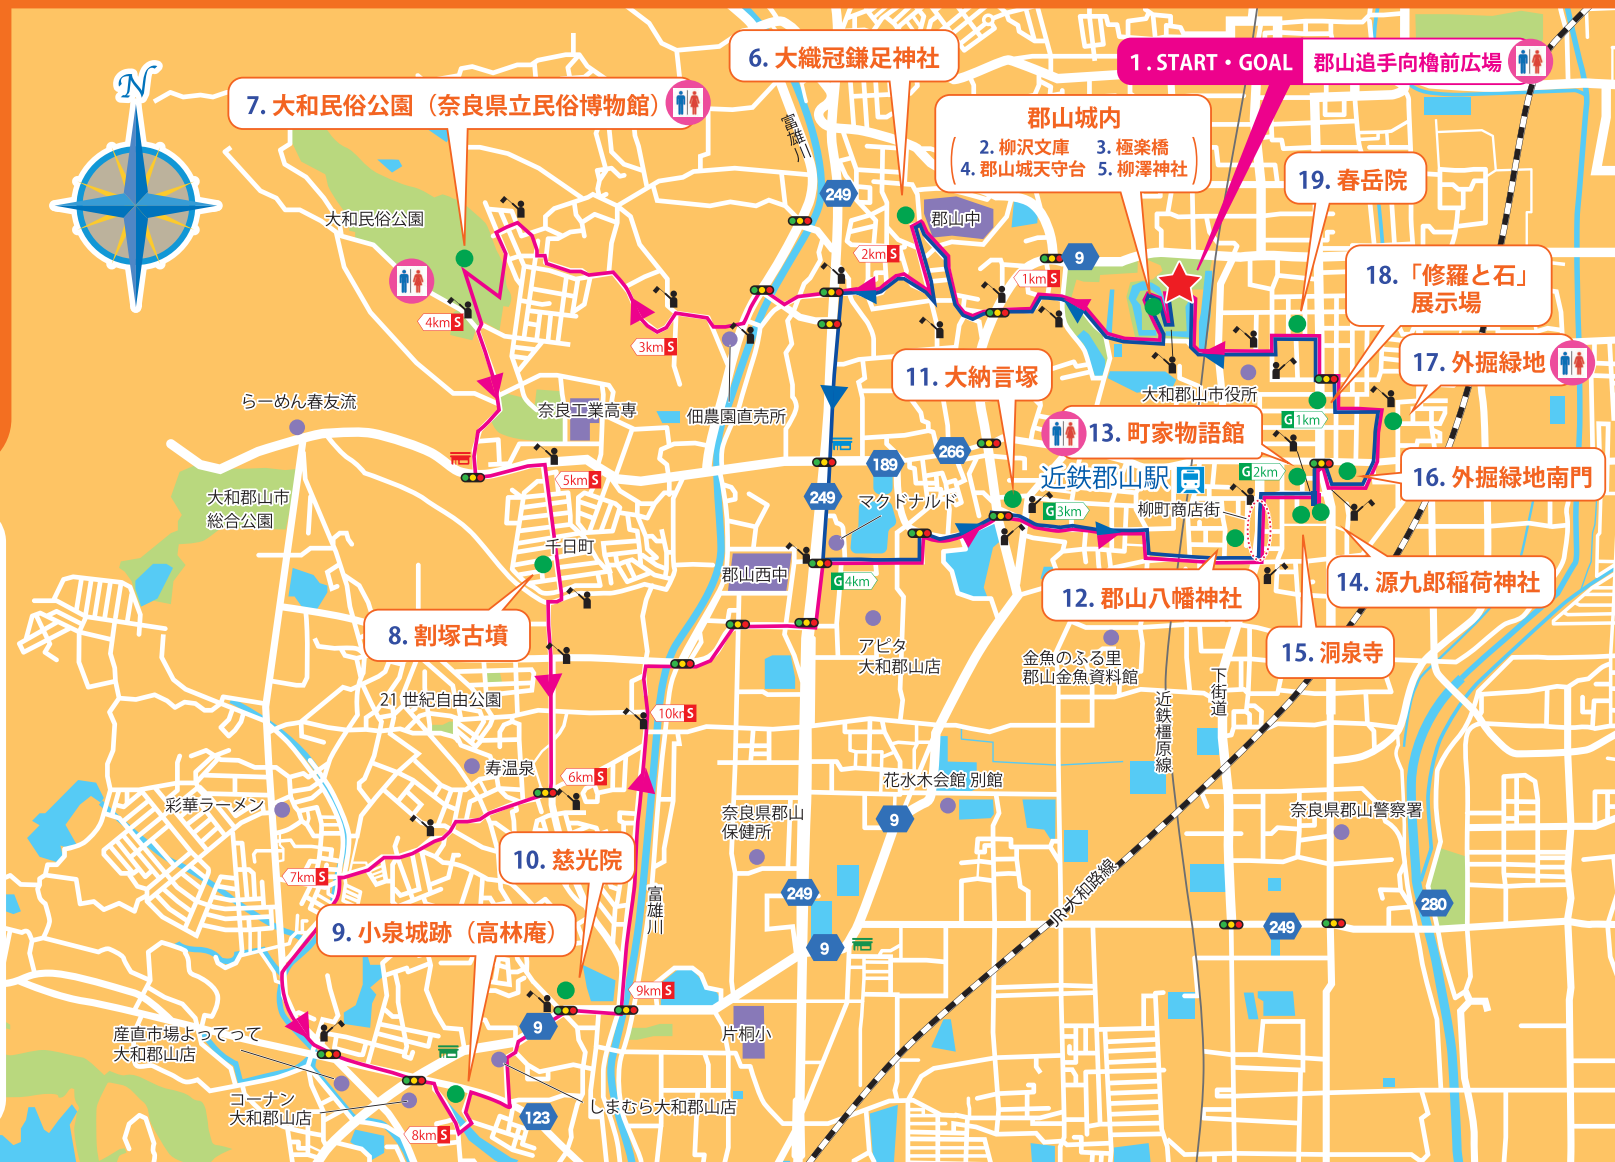 N
6. 大織冠鎌足神社
1 . START・GOAL 郡山追手向櫓前広場
7. 大和民俗公園（奈良県立民俗博物館）
郡山城内
2. 柳沢文庫 3. 極楽橋
4. 郡山城天守台 5. 柳澤神社
富雄川
249
19. 春岳院
大和民俗公園
郡山中
2km S
9
1km S
18.「修羅と石」
展示場
4km S
3km S
17. 外掘緑地
11. 大納言塚
大和郡山市役所
らーめん春友流
奈良工業高専
佃農園直売所
G 1km
13. 町家物語館
266
189
5km S
近鉄郡山駅
G 2km
16. 外掘緑地南門
大和郡山市
総合公園
249
マクドナルド
G 3km
柳町商店街
千日町
郡山西中
G 4km
12. 郡山八幡神社
14. 源九郎稲荷神社
8. 割塚古墳
アピタ
大和郡山店
金魚のふる里
郡山金魚資料館
15. 洞泉寺
下街道
近鉄橿原線
21世紀自由公園
10km S
寿温泉
6km S
彩華ラーメン
花水木会館 別館
奈良県郡山
保健所
9
奈良県郡山警察署
10. 慈光院
7km S
富雄川
249
JR大和路線
280
9. 小泉城跡（高林庵）
9
249
9km S
9
片桐小
産直市場よってって
大和郡山店
コーナン
大和郡山店
しまむら大和郡山店
123
8km S